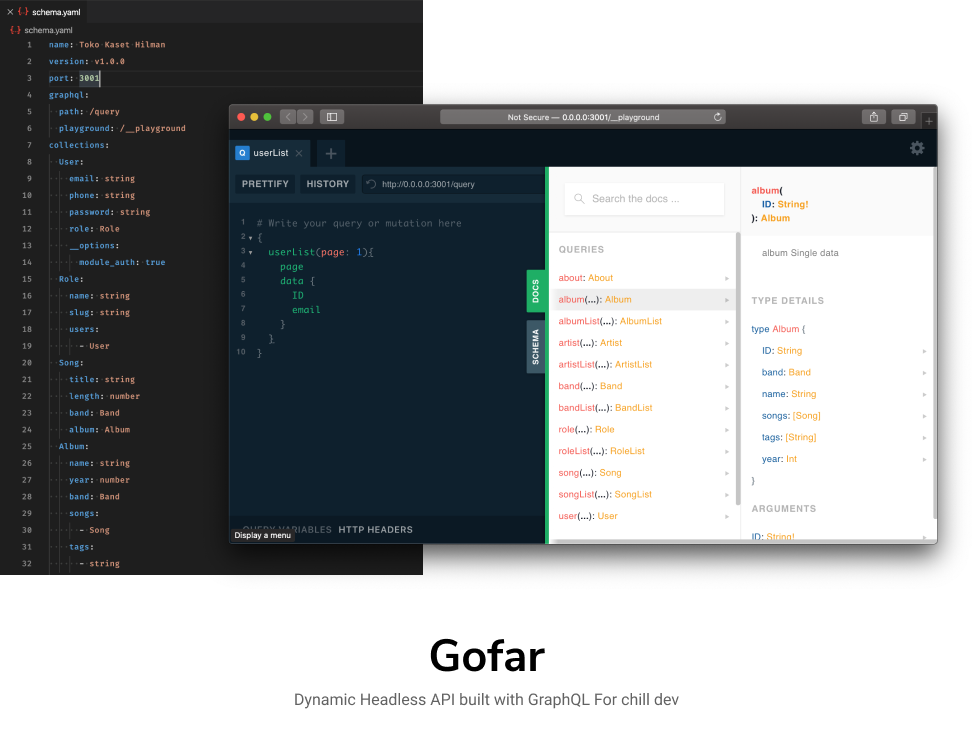 schema.yaml
schema.yaml
1 name: Toko Kaset Hilman
2 version: v1.0.0
3 port: 3001
4 graphql:
5 path: /query
6 playground: /__playground
7 collections:
8 User:
9 email: string
10 phone: string
11 password: string
12 role: Role
13 __options:
14 module_auth: true
15 Role:
16 name: string
17 slug: string
18 users:
19 - User
20 Song:
21 title: string
22 length: number
23 band: Band
24 album: Album
25 Album:
26 name: string
27 year: number
28 band: Band
29 songs:
30 - Song
31 tags:
32 - string
Not Secure — 0.0.0.0:3001/__playground
Q userList
PRETTIFY HISTORY http://0.0.0.0:3001/query
1 # Write your query or mutation here
2 {
3 userList(page: 1){
4 page
5 data {
6 ID
7 email
8 }
9 }
10 }
DOCS
SCHEMA
QUERY VARIABLES HTTP HEADERS
Display a menu
Search the docs ...
QUERIES
about: About
album(...): Album
albumList(...): AlbumList
artist(...): Artist
artistList(...): ArtistList
band(...): Band
bandList(...): BandList
role(...): Role
roleList(...): RoleList
song(...): Song
songList(...): SongList
user(...): User
album(
ID: String!
): Album
album Single data
TYPE DETAILS
type Album {
ID: String
band: Band
name: String
songs: [Song]
tags: [String]
year: Int
}
ARGUMENTS
ID: String!
Gofar
Dynamic Headless API built with GraphQL For chill dev